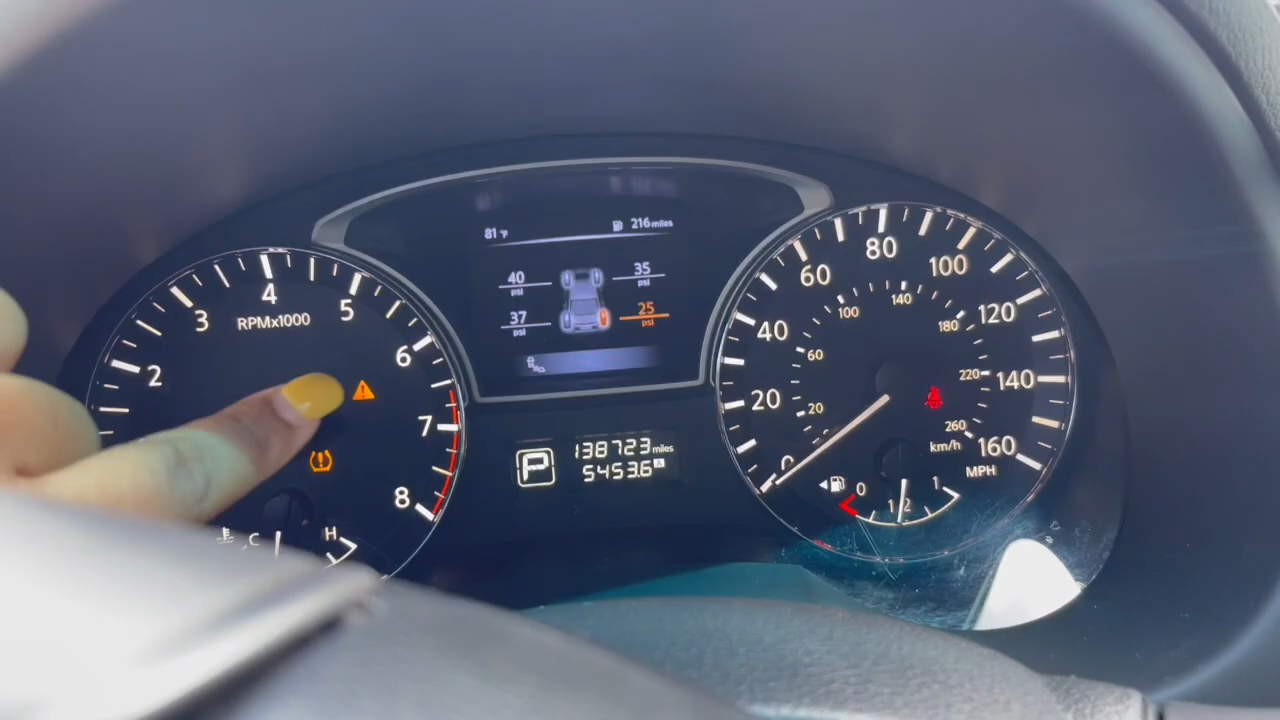 81 °F
216 miles
40 psi
35 psi
37 psi
25 psi
2
3
4
5
6
7
8
RPMx1000
C
H
P
138723 miles
5453.6 A
0
20
40
60
80
100
120
140
160
MPH
20
60
100
140
180
220
260
km/h
0
1/2
1